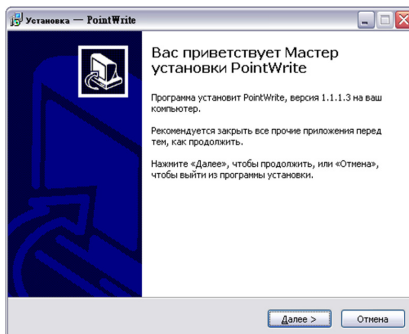 Установка — PointWrite
Вас приветствует Мастер
установки PointWrite
Программа установит PointWrite, версия 1.1.1.3 на ваш
компьютер.
Рекомендуется закрыть все прочие приложения перед
тем, как продолжить.
Нажмите «Далее», чтобы продолжить, или «Отмена»,
чтобы выйти из программы установки.
Далее >
Отмена